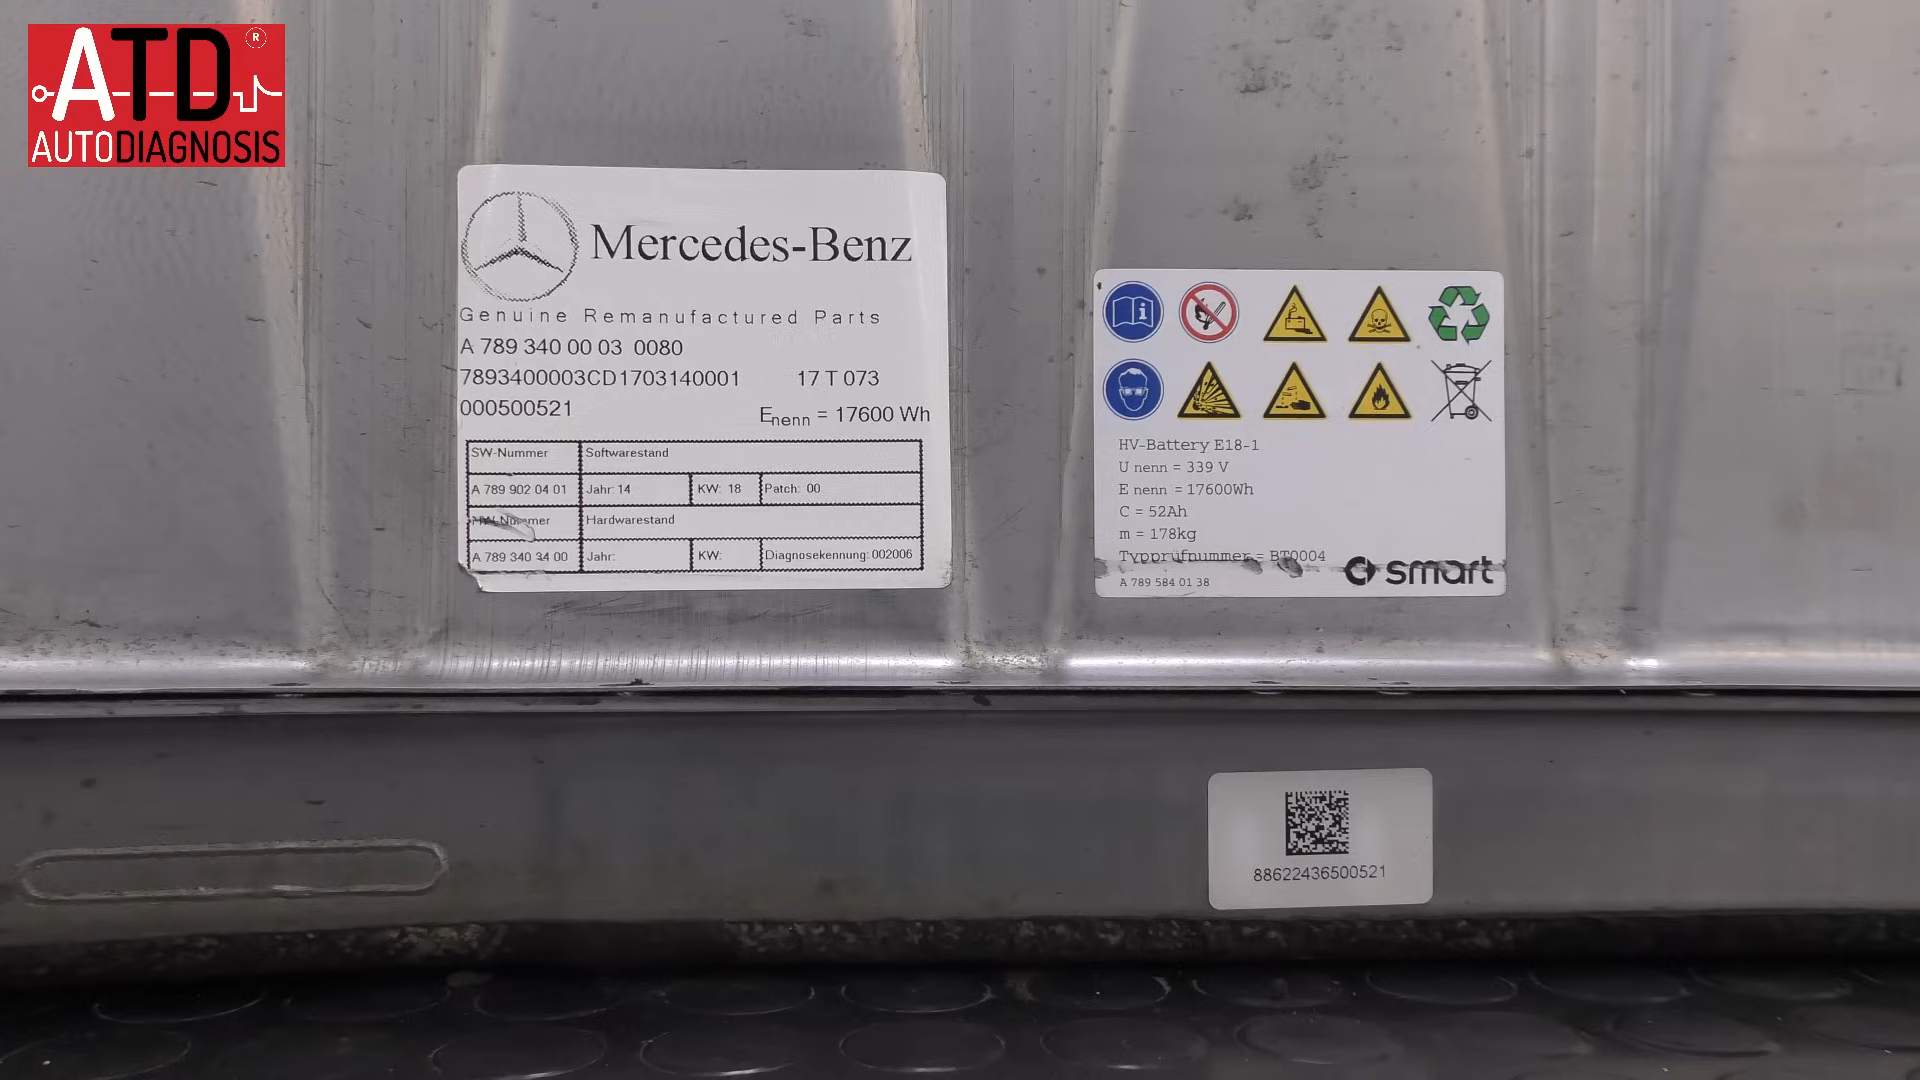 ATD®
AUTODIAGNOSIS
Mercedes-Benz
Genuine Remanufactured Parts
A 789 340 00 03 0080
7893400003CD1703140001 17 T 073
000500521 Enenn = 17600 Wh
SW-Nummer Softwarestand
A 789 902 04 01 Jahr: 14 KW: 18 Patch: 00
HW-Nummer Hardwarestand
A 789 340 34 00 Jahr: KW: Diagnosekennung: 002006
HV-Battery E18-1
U nenn = 339 V
E nenn = 17600Wh
C = 52Ah
m = 178kg
Typprüfnummer = BT0004
A 789 584 01 38
smart
88622436500521